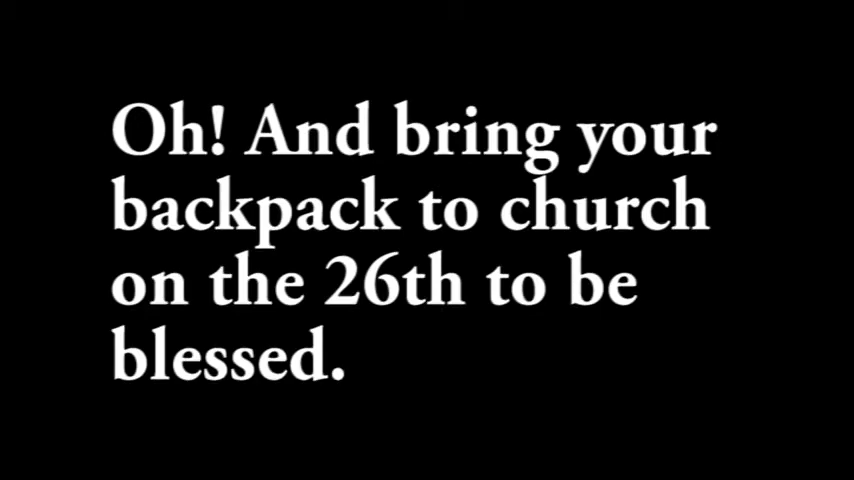 Oh! And bring your
backpack to church
on the 26th to be
blessed.